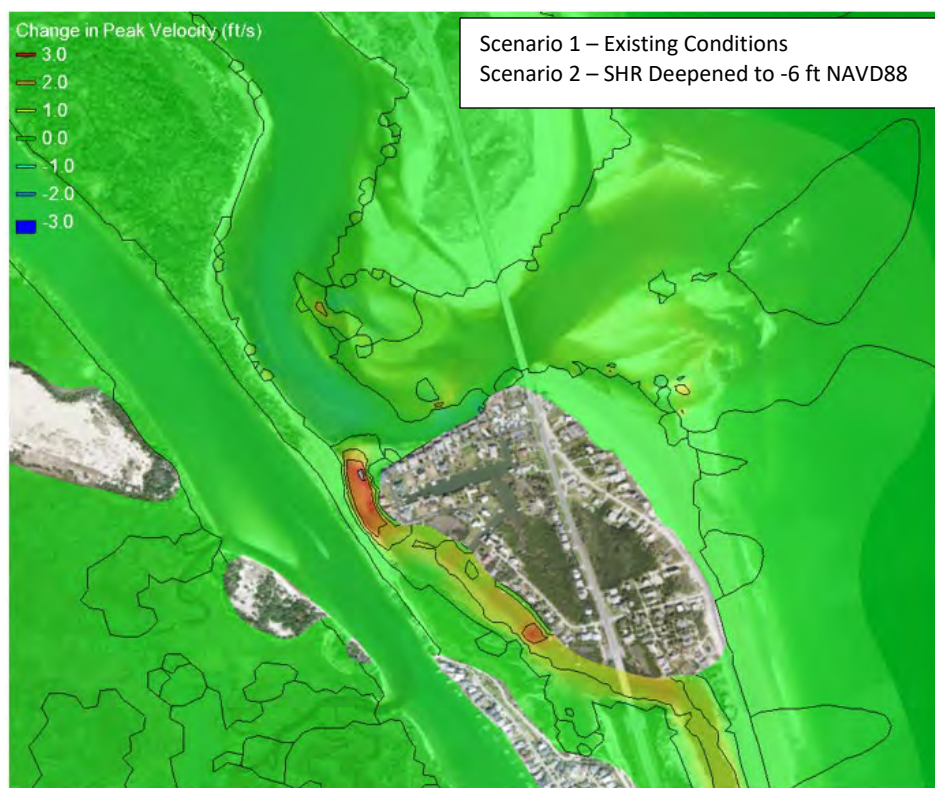 Change in Peak Velocity (ft/s)
3.0
2.0
1.0
0.0
-1.0
-2.0
-3.0
Scenario 1 – Existing Conditions
Scenario 2 – SHR Deepened to -6 ft NAVD88